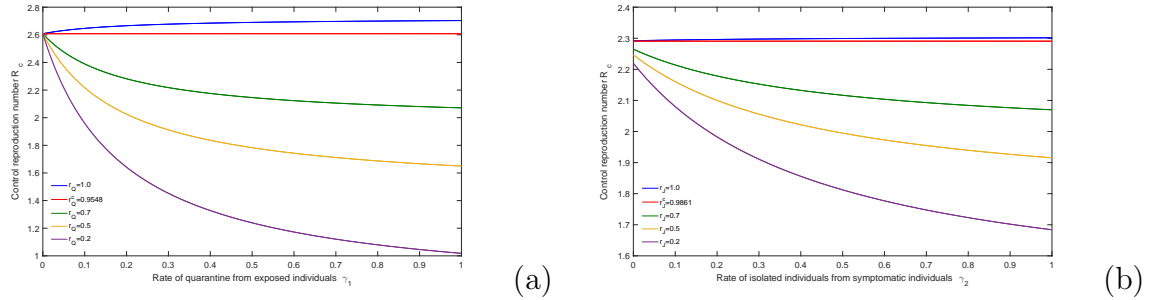 2.8
2.6
2.4
2.2
2
1.8
1.6
1.4
1.2
1
Control reproduction number R_c
r_Q=1.0
r_Q^c=0.9548
r_Q=0.7
r_Q=0.5
r_Q=0.2
0 0.1 0.2 0.3 0.4 0.5 0.6 0.7 0.8 0.9 1
Rate of quarantine from exposed individuals γ_1
(a)
2.4
2.3
2.2
2.1
2
1.9
1.8
1.7
1.6
Control reproduction number R_c
r_J=1.0
r_J^c=0.9861
r_J=0.7
r_J=0.5
r_J=0.2
0 0.1 0.2 0.3 0.4 0.5 0.6 0.7 0.8 0.9 1
Rate of isolated individuals from symptomatic individuals γ_2
(b)